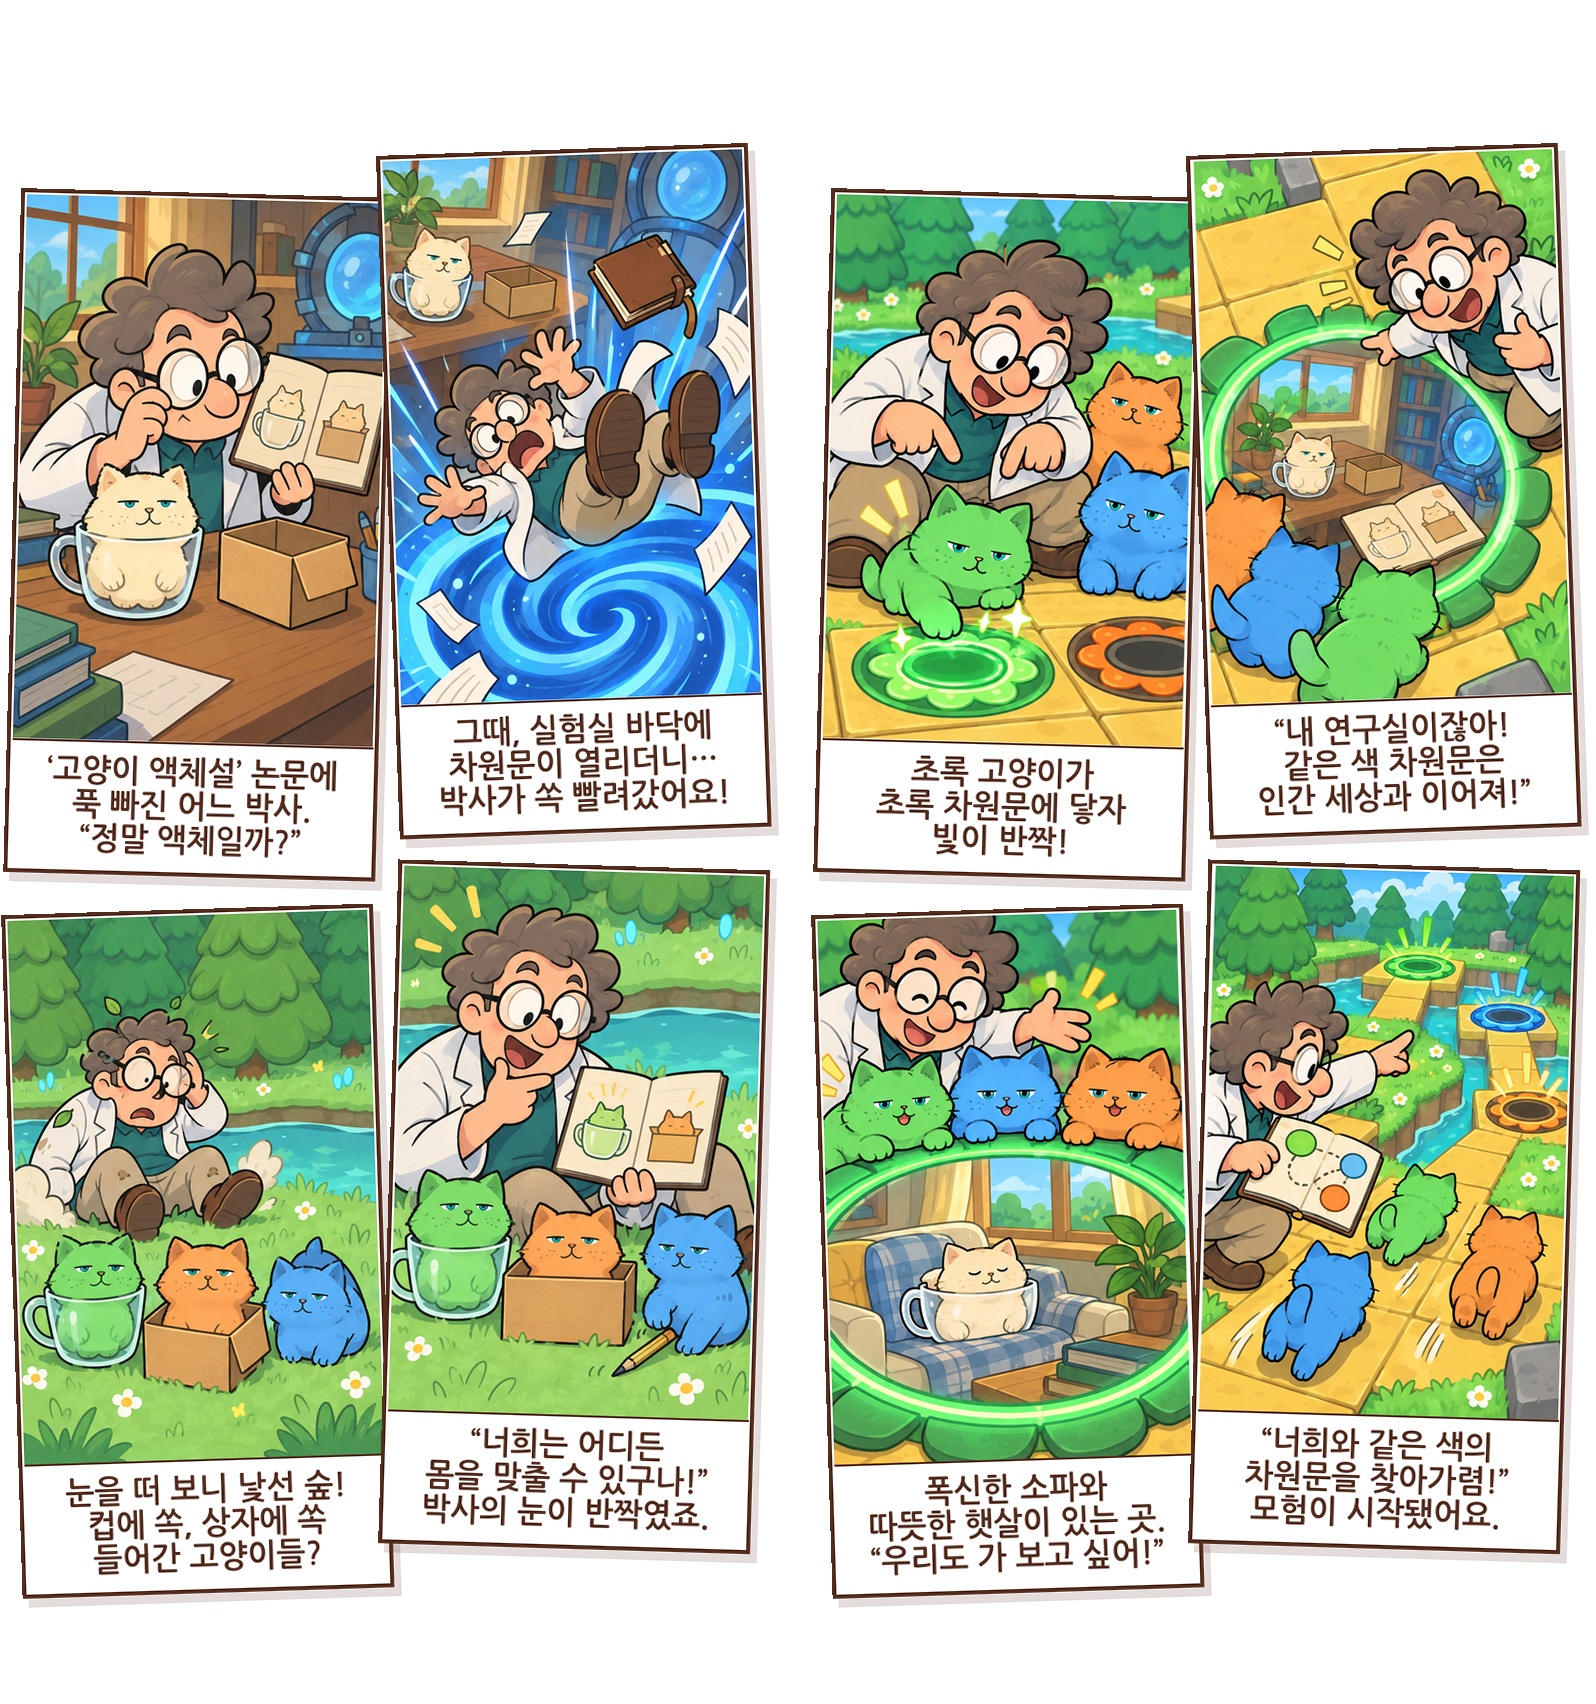 ‘고양이 액체설’ 논문에
푹 빠진 어느 박사.
“정말 액체일까?”
그때, 실험실 바닥에
차원문이 열리더니…
박사가 쏙 빨려갔어요!
눈을 떠 보니 낯선 숲!
컵에 쏙, 상자에 쏙
들어간 고양이들?
“너희는 어디든
몸을 맞출 수 있구나!”
박사의 눈이 반짝였죠.
초록 고양이가
초록 차원문에 닿자
빛이 반짝!
“내 연구실이잖아!
같은 색 차원문은
인간 세상과 이어져!”
폭신한 소파와
따뜻한 햇살이 있는 곳.
“우리도 가 보고 싶어!”
“너희와 같은 색의
차원문을 찾아가렴!”
모험이 시작됐어요.